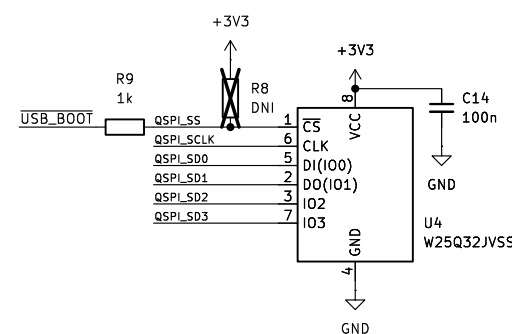 +3V3
+3V3
R9
1k
R8
DNI
USB_BOOT
QSPI_SS
QSPI_SCLK
QSPI_SD0
QSPI_SD1
QSPI_SD2
QSPI_SD3
1
6
5
2
3
7
8
4
CS
CLK
DI(IO0)
DO(IO1)
IO2
IO3
VCC
GND
C14
100n
GND
U4
W25Q32JVSS
GND